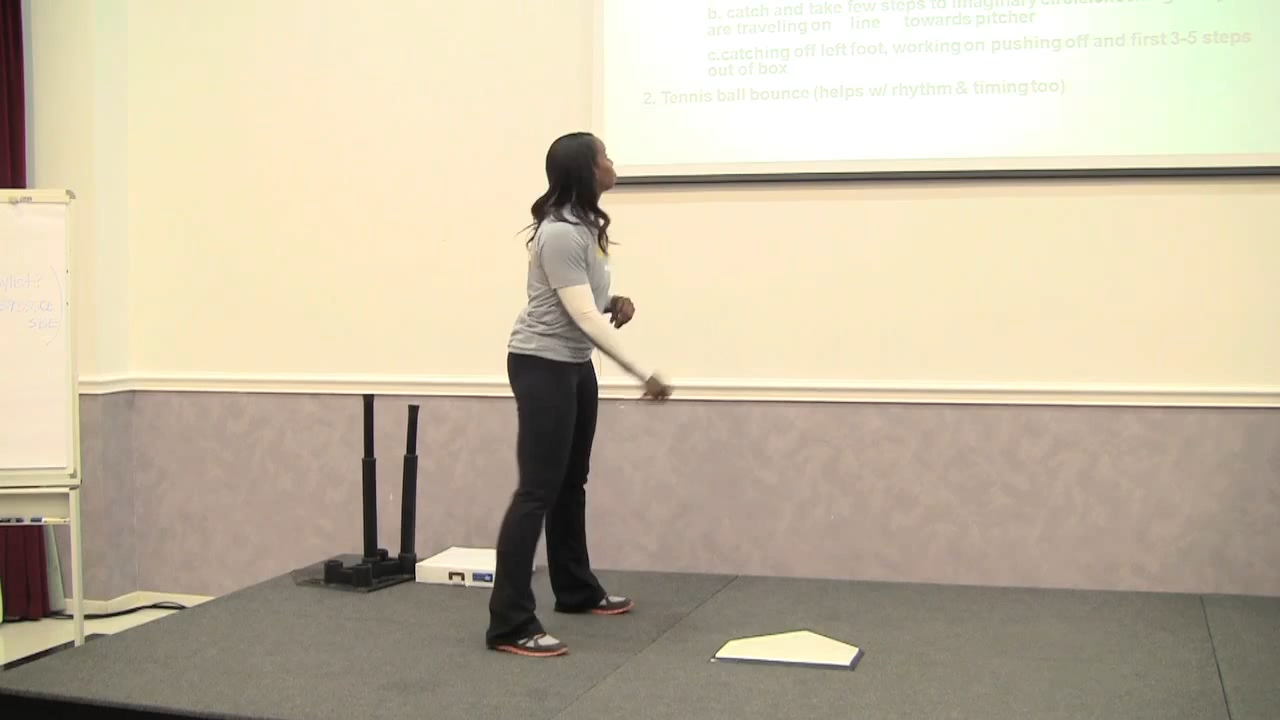 b. catch and take few steps to imaginary
are traveling on line towards pitcher
c.catching off left foot, working on pushing off and first 3-5 steps
out of box
2. Tennis ball bounce (helps w/ rhythm & timing too)